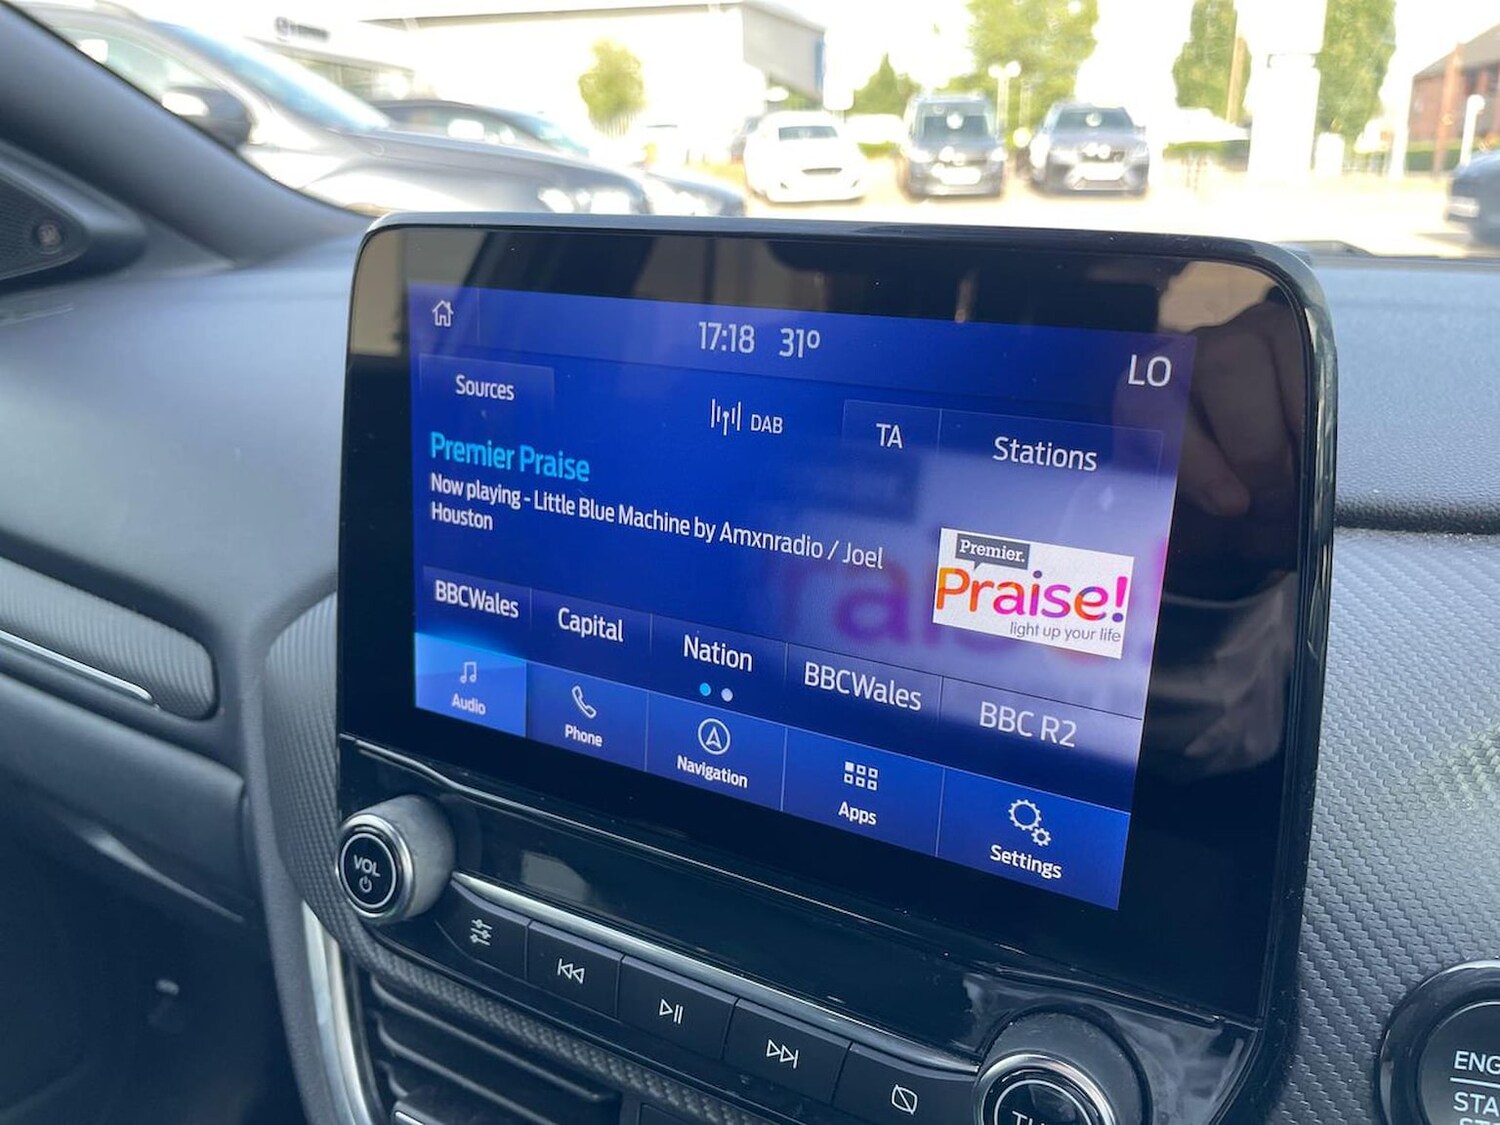 17:18 31º
LO
Sources
DAB
TA
Stations
Premier Praise
Now playing - Little Blue Machine by Amxnradio / Joel
Houston
Premier.
Praise!
light up your life
BBCWales
Capital
Nation
BBCWales
BBC R2
Audio
Phone
Navigation
Apps
Settings
VOL